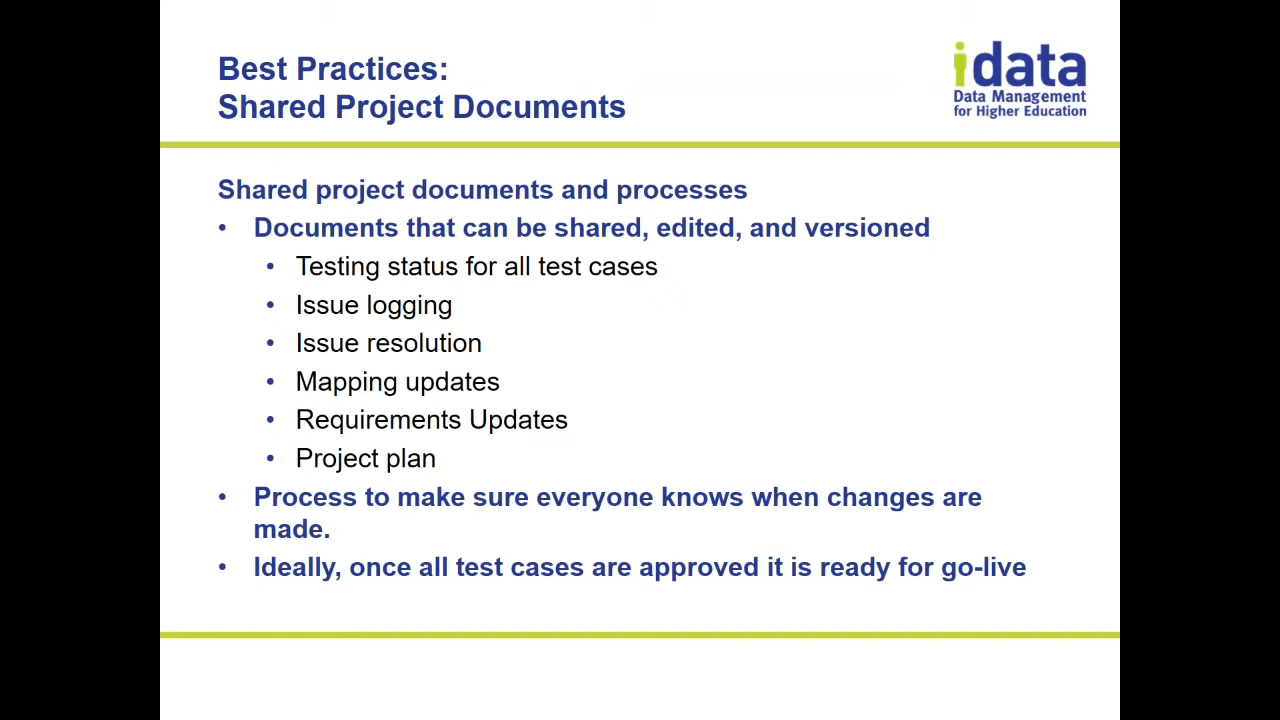 Best Practices:
Shared Project Documents
idata
Data Management
for Higher Education
Shared project documents and processes
• Documents that can be shared, edited, and versioned
• Testing status for all test cases
• Issue logging
• Issue resolution
• Mapping updates
• Requirements Updates
• Project plan
• Process to make sure everyone knows when changes are
made.
• Ideally, once all test cases are approved it is ready for go-live